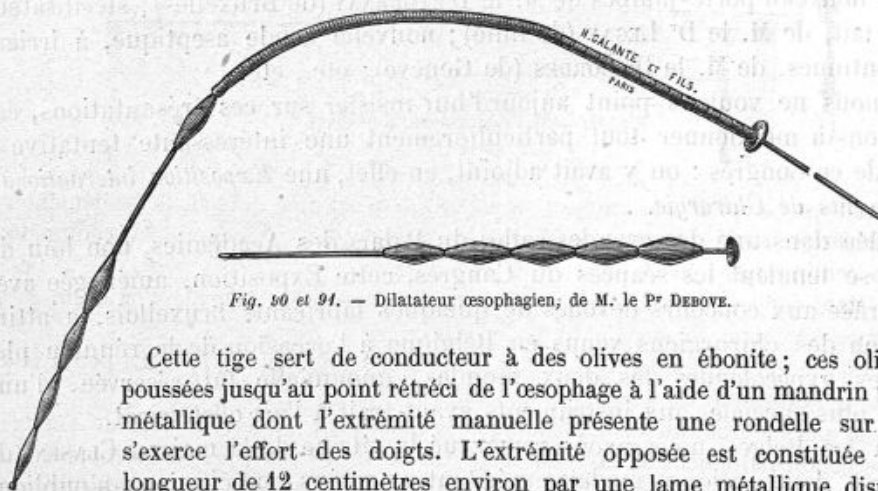 H. GALANTE ET FILS.
PARIS
Fig. 90 et 91. — Dilatateur œsophagien, de M. le Pr DEBOVE.
Cette tige sert de conducteur à des olives en ébonite ; ces oli
poussées jusqu'au point rétréci de l'œsophage à l'aide d'un mandrin
métallique dont l'extrémité manuelle présente une rondelle sur
s'exerce l'effort des doigts. L'extrémité opposée est constituée
longueur de 12 centimètres environ par une lame métallique dis